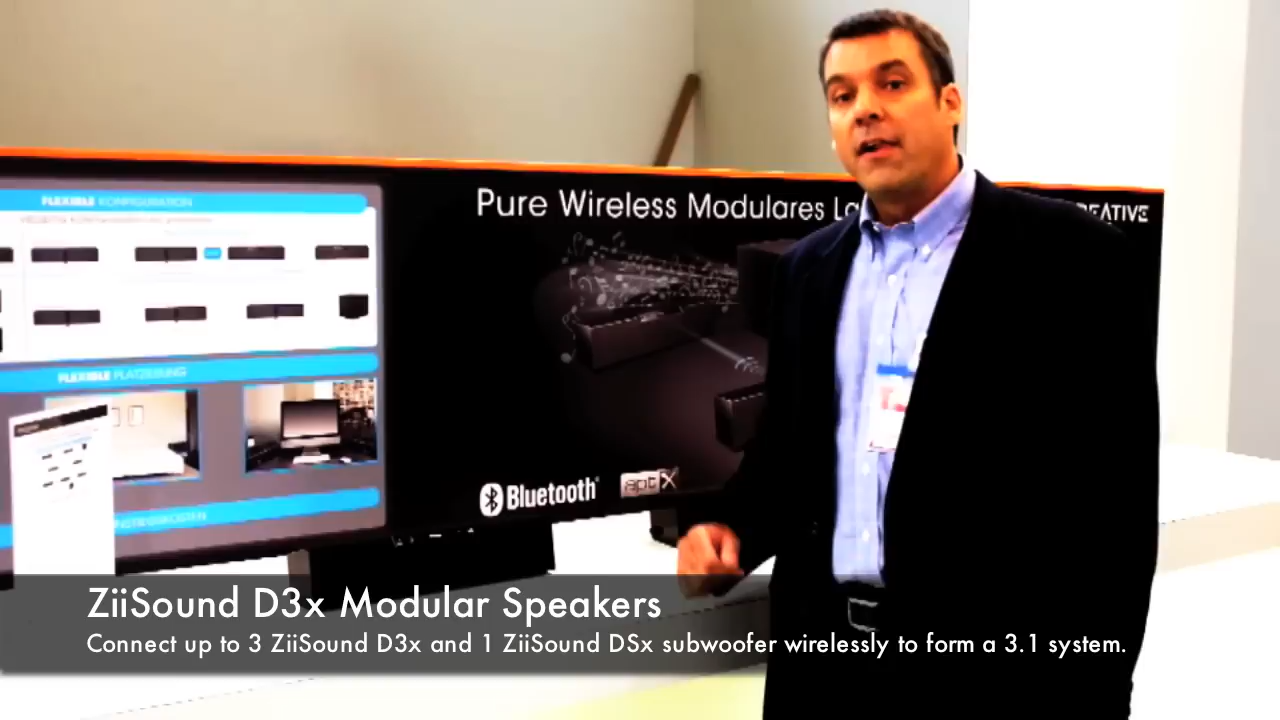 FLEXIBLE KONFIGURATION
Pure Wireless Modulares La
REATIVE
FLEXIBLE PLATZIERUNG
Bluetooth
aptX
ZiiSound D3x Modular Speakers
Connect up to 3 ZiiSound D3x and 1 ZiiSound DSx subwoofer wirelessly to form a 3.1 system.